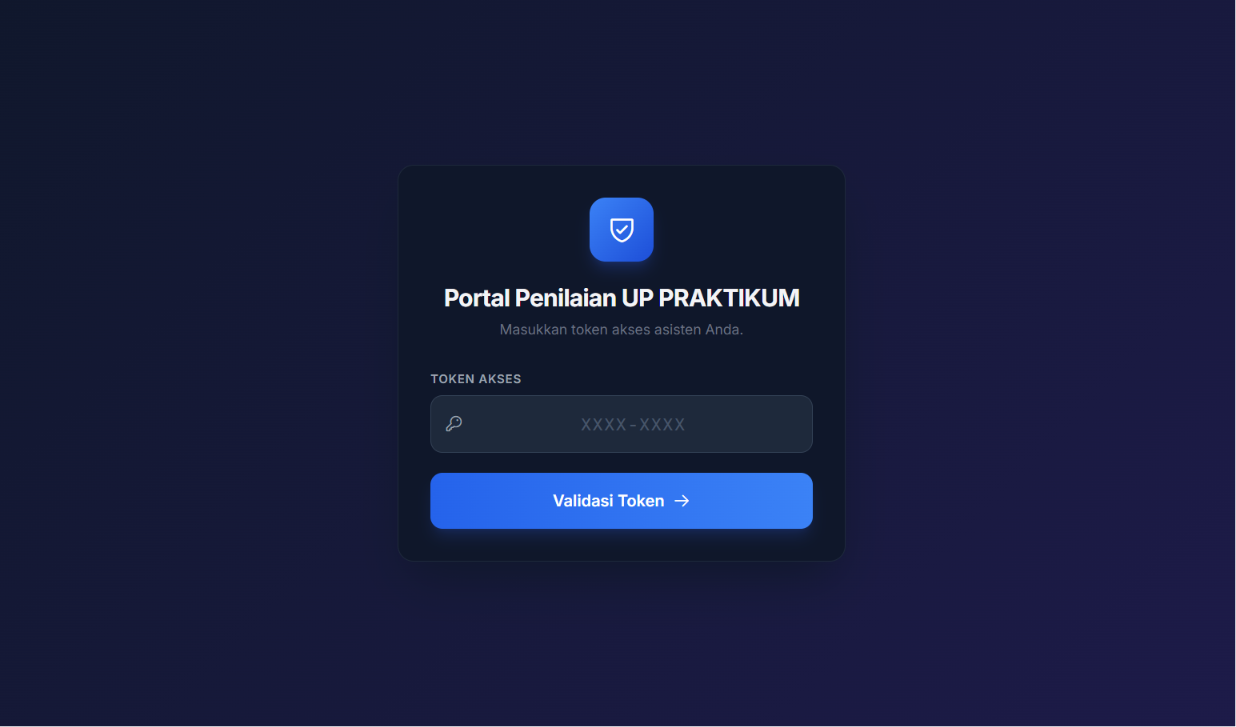 Portal Penilaian UP PRAKTIKUM
Masukkan token akses asisten Anda.
TOKEN AKSES
XXXX-XXXX
Validasi Token →